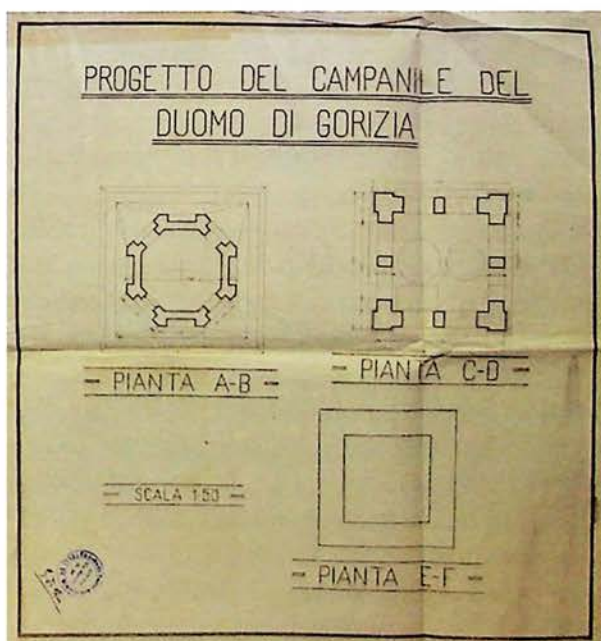 PROGETTO DEL CAMPANILE DEL
DUOMO DI GORIZIA
- PIANTA A-B -
- PIANTA C-D -
- SCALA 1:50 -
- PIANTA E-F -